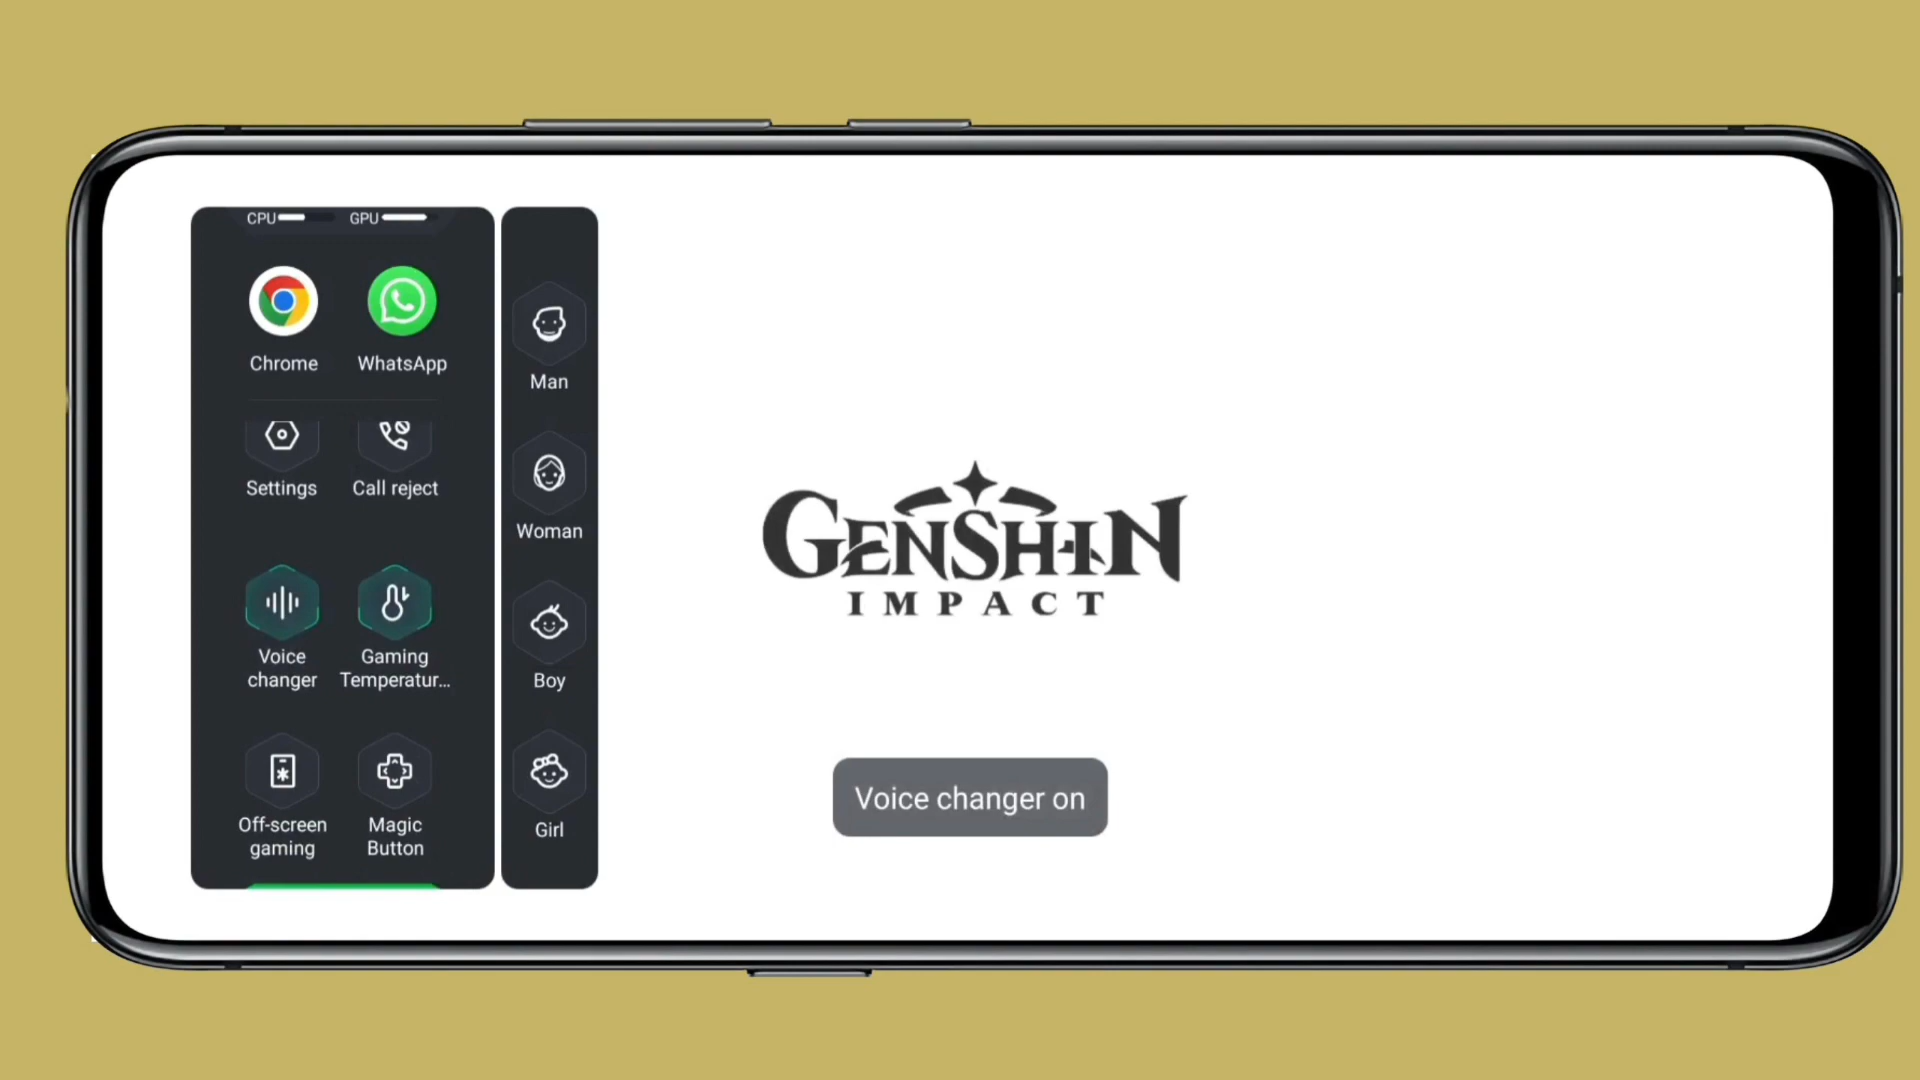 CPU GPU
Chrome WhatsApp
Settings Call reject
Voice changer
Gaming Temperatur...
Off-screen gaming
Magic Button
Man
Woman
Boy
Girl
GENSHIN
IMPACT
Voice changer on